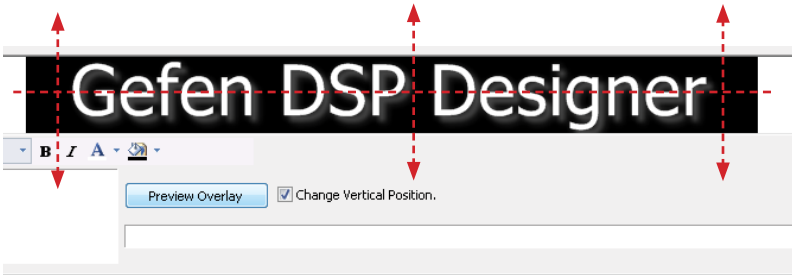 Gefen DSP Designer
B I A
Preview Overlay Change Vertical Position.